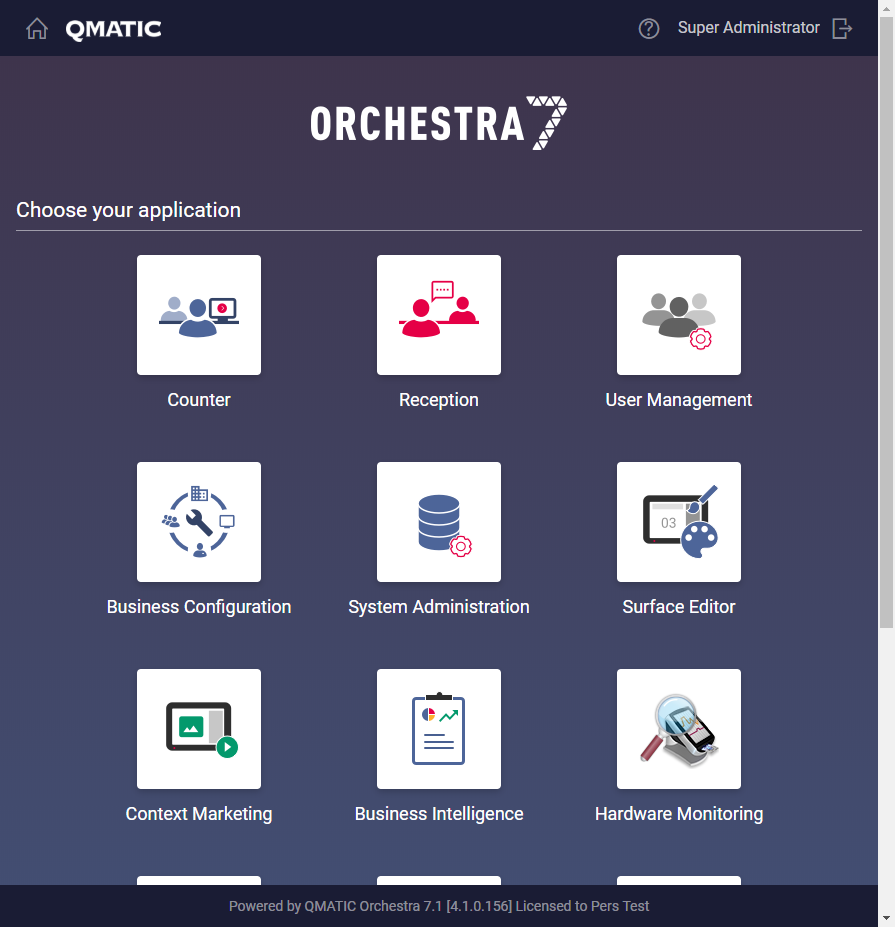 QMATIC
Super Administrator
ORCHESTRA 7
Choose your application
Counter
Reception
User Management
Business Configuration
System Administration
03
Surface Editor
Context Marketing
Business Intelligence
Hardware Monitoring
Powered by QMATIC Orchestra 7.1 [4.1.0.156] Licensed to Pers Test